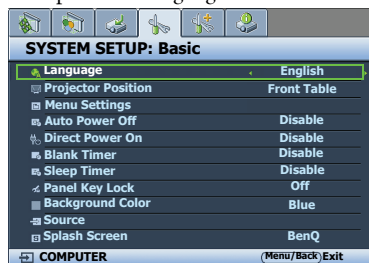 SYSTEM SETUP: Basic
Language English
Projector Position Front Table
Menu Settings
Auto Power Off Disable
Direct Power On Disable
Blank Timer Disable
Sleep Timer Disable
Panel Key Lock Off
Background Color Blue
Source
Splash Screen BenQ
COMPUTER Menu/Back Exit